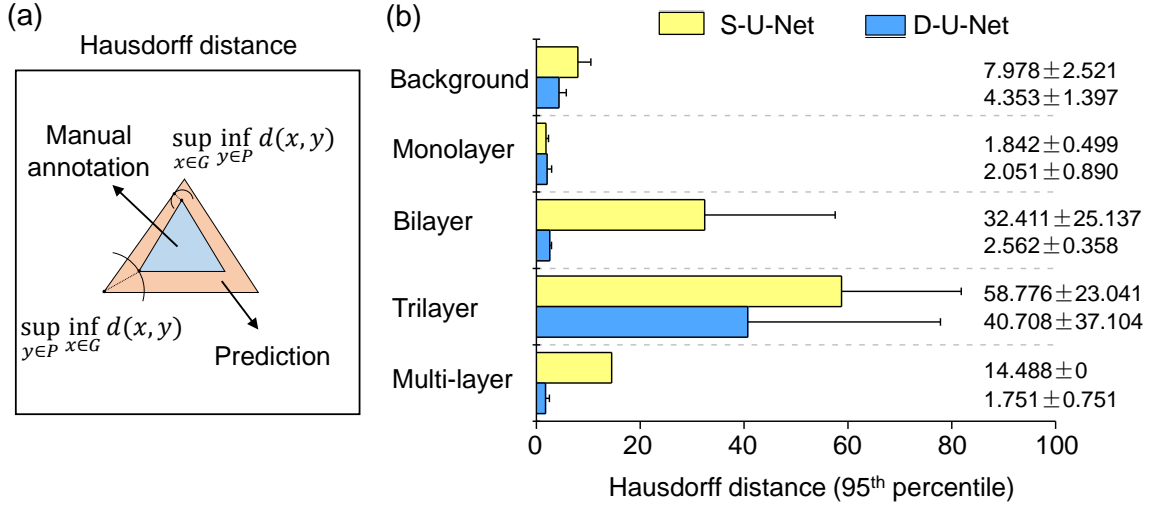 (a)
Hausdorff distance
Manual
annotation
sup inf d(x, y)
x∈G y∈P
sup inf d(x, y)
y∈P x∈G
Prediction
(b)
S-U-Net
D-U-Net
Background
7.978±2.521
4.353±1.397
Monolayer
1.842±0.499
2.051±0.890
Bilayer
32.411±25.137
2.562±0.358
Trilayer
58.776±23.041
40.708±37.104
Multi-layer
14.488±0
1.751±0.751
0 20 40 60 80 100
Hausdorff distance (95th percentile)